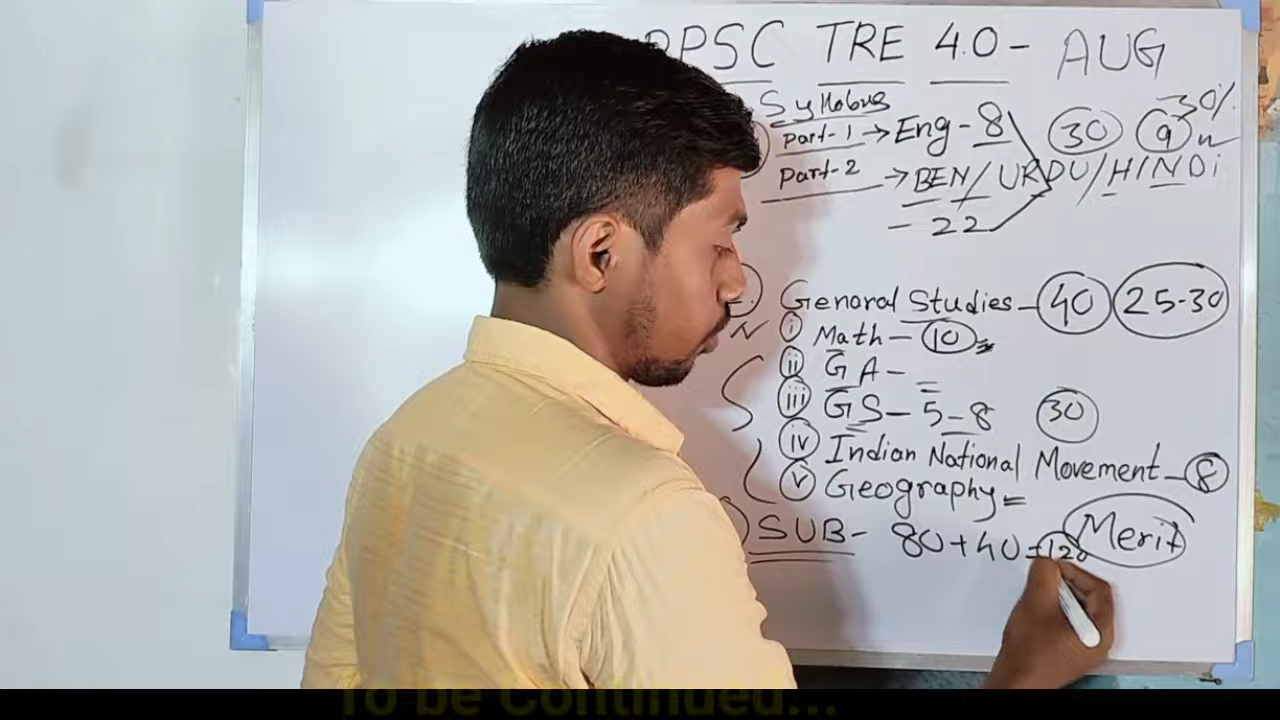 BPSC TRE 4.0 - AUG
Syllabus
Part-1 → Eng - 8 30 9 30%
Part-2 → BEN/URDU/HINDi
- 22
General Studies - 40 25-30
i Math - 10
ii GA -
iii GS - 5-8 30
iv Indian National Movement - 8
v Geography =
SUB - 80+40=120 Merit
To be Continued...